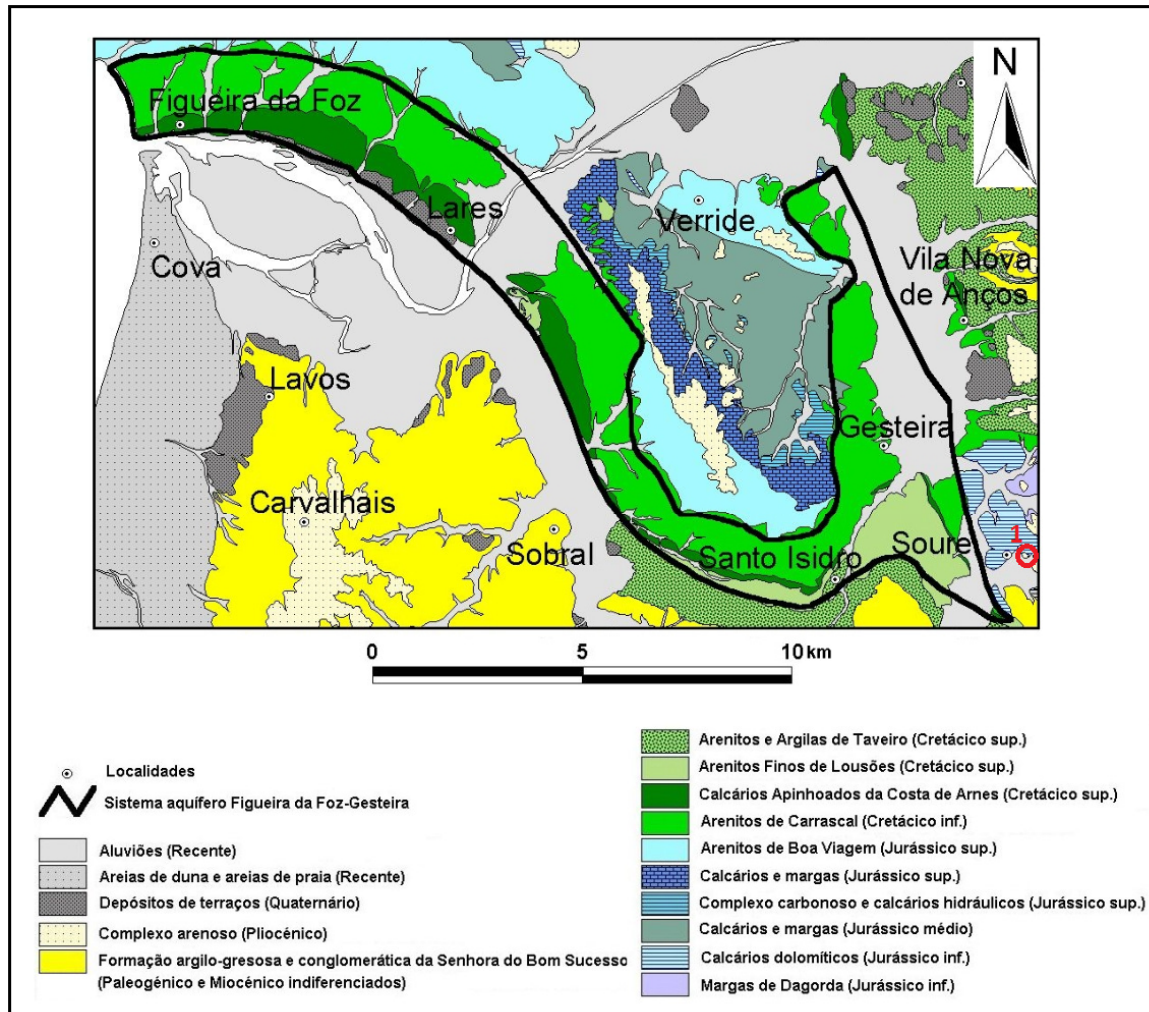 N
Figueira da Foz
Lares
Verride
Cova
Vila Nova
de Anços
Lavos
Gesteira
Carvalhais
Sobral
Santo Isidro
Soure
1
0
5
10 km
Localidades
Sistema aquífero Figueira da Foz-Gesteira
Aluviões (Recente)
Areias de duna e areias de praia (Recente)
Depósitos de terraços (Quaternário)
Complexo arenoso (Pliocénico)
Formação argilo-gresosa e conglomerática da Senhora do Bom Sucesso
(Paleogénico e Miocénico indiferenciados)
Arenitos e Argilas de Taveiro (Cretácico sup.)
Arenitos Finos de Lousões (Cretácico sup.)
Calcários Apinhoados da Costa de Arnes (Cretácico sup.)
Arenitos de Carrascal (Cretácico inf.)
Arenitos de Boa Viagem (Jurássico sup.)
Calcários e margas (Jurássico sup.)
Complexo carbonoso e calcários hidráulicos (Jurássico sup.)
Calcários e margas (Jurássico médio)
Calcários dolomíticos (Jurássico inf.)
Margas de Dagorda (Jurássico inf.)